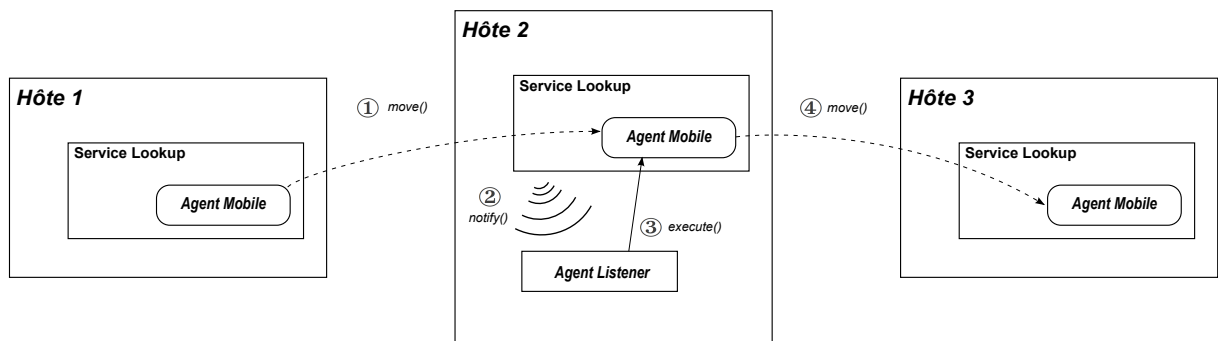 Hôte 1
Service Lookup
Agent Mobile
① move()
Hôte 2
Service Lookup
Agent Mobile
② notify()
③ execute()
Agent Listener
④ move()
Hôte 3
Service Lookup
Agent Mobile